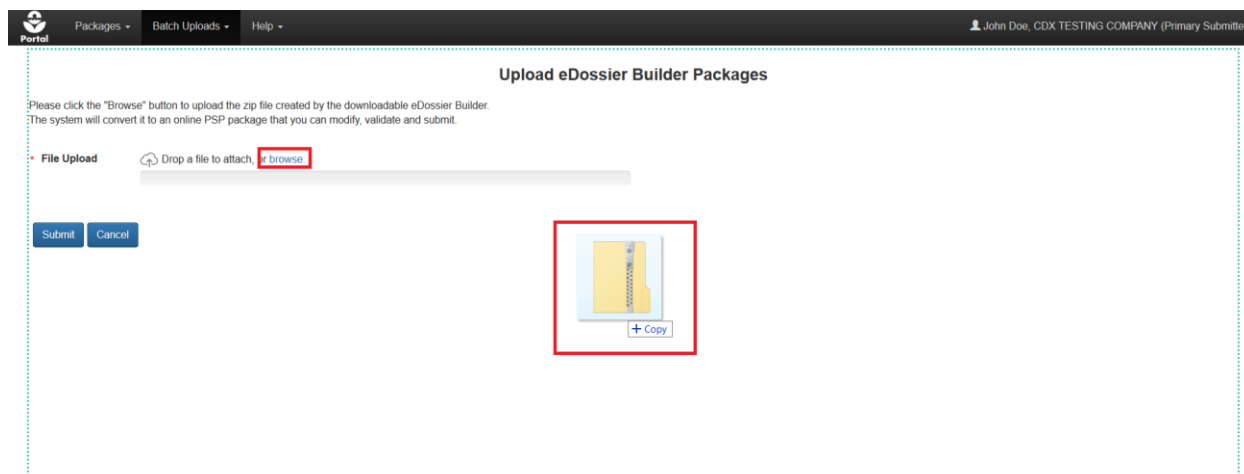 Portal
Packages
Batch Uploads
Help
John Doe, CDX TESTING COMPANY (Primary Submitte
Upload eDossier Builder Packages
Please click the "Browse" button to upload the zip file created by the downloadable eDossier Builder.
The system will convert it to an online PSP package that you can modify, validate and submit.
* File Upload
Drop a file to attach, or browse.
Submit
Cancel
+ Copy